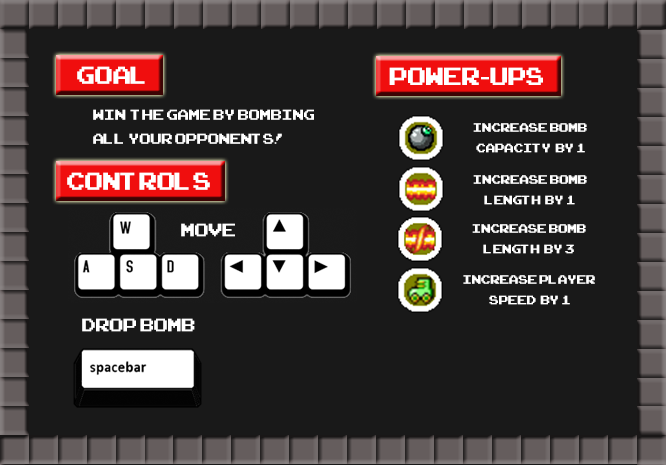 GOAL
WIN THE GAME BY BOMBING
ALL YOUR OPPONENTS!
CONTROLS
W
MOVE
A S D
DROP BOMB
spacebar
POWER-UPS
INCREASE BOMB
CAPACITY BY 1
INCREASE BOMB
LENGTH BY 1
INCREASE BOMB
LENGTH BY 3
INCREASE PLAYER
SPEED BY 1